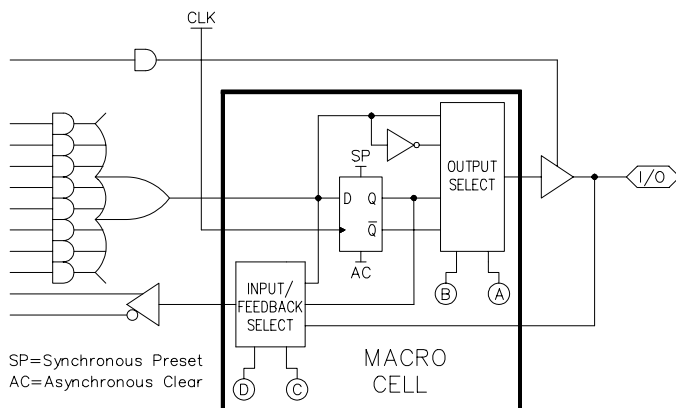 CLK
SP
OUTPUT
SELECT
I/O
D Q
Q̅
AC
B A
INPUT/
FEEDBACK
SELECT
SP=Synchronous Preset
AC=Asynchronous Clear
MACRO
CELL
D C